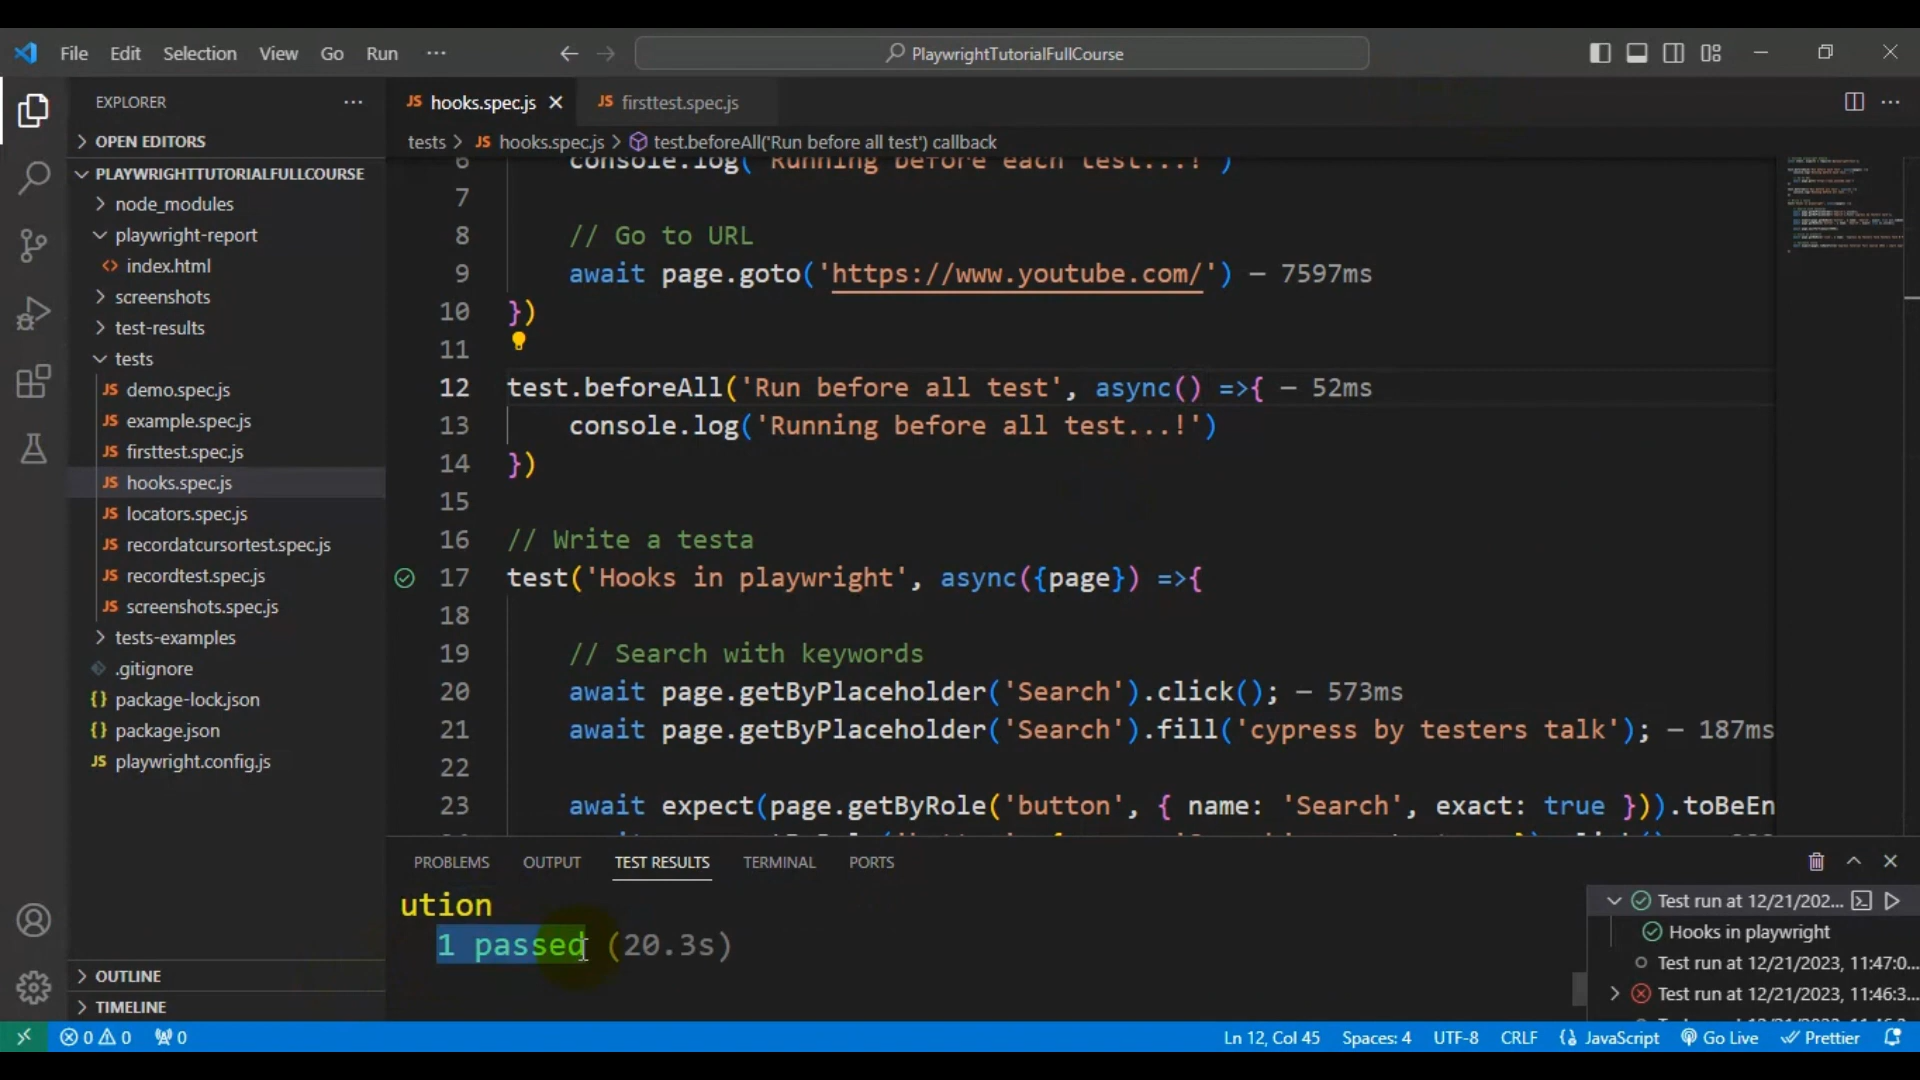 File Edit Selection View Go Run ···
PlaywrightTutorialFullCourse
EXPLORER ···
OPEN EDITORS
PLAYWRIGHTTUTORIALFULLCOURSE
node_modules
playwright-report
index.html
screenshots
test-results
tests
JS demo.spec.js
JS example.spec.js
JS firsttest.spec.js
JS hooks.spec.js
JS locators.spec.js
JS recordatcursortest.spec.js
JS recordtest.spec.js
JS screenshots.spec.js
tests-examples
.gitignore
{} package-lock.json
{} package.json
JS playwright.config.js
OUTLINE
TIMELINE
JS hooks.spec.js JS firsttest.spec.js
tests > JS hooks.spec.js > test.beforeAll('Run before all test') callback
6 console.log('Running before each test...!')
7
8 // Go to URL
9 await page.goto('https://www.youtube.com/') — 7597ms
10 })
11
12 test.beforeAll('Run before all test', async() =>{ — 52ms
13 console.log('Running before all test...!')
14 })
15
16 // Write a testa
17 test('Hooks in playwright', async({page}) =>{
18
19 // Search with keywords
20 await page.getByPlaceholder('Search').click(); — 573ms
21 await page.getByPlaceholder('Search').fill('cypress by testers talk'); — 187ms
22
23 await expect(page.getByRole('button', { name: 'Search', exact: true })).toBeEn
PROBLEMS OUTPUT TEST RESULTS TERMINAL PORTS
ution
1 passed (20.3s)
Test run at 12/21/202...
Hooks in playwright
Test run at 12/21/2023, 11:47:0...
Test run at 12/21/2023, 11:46:3...
0 0 0 Ln 12, Col 45 Spaces: 4 UTF-8 CRLF JavaScript Go Live Prettier